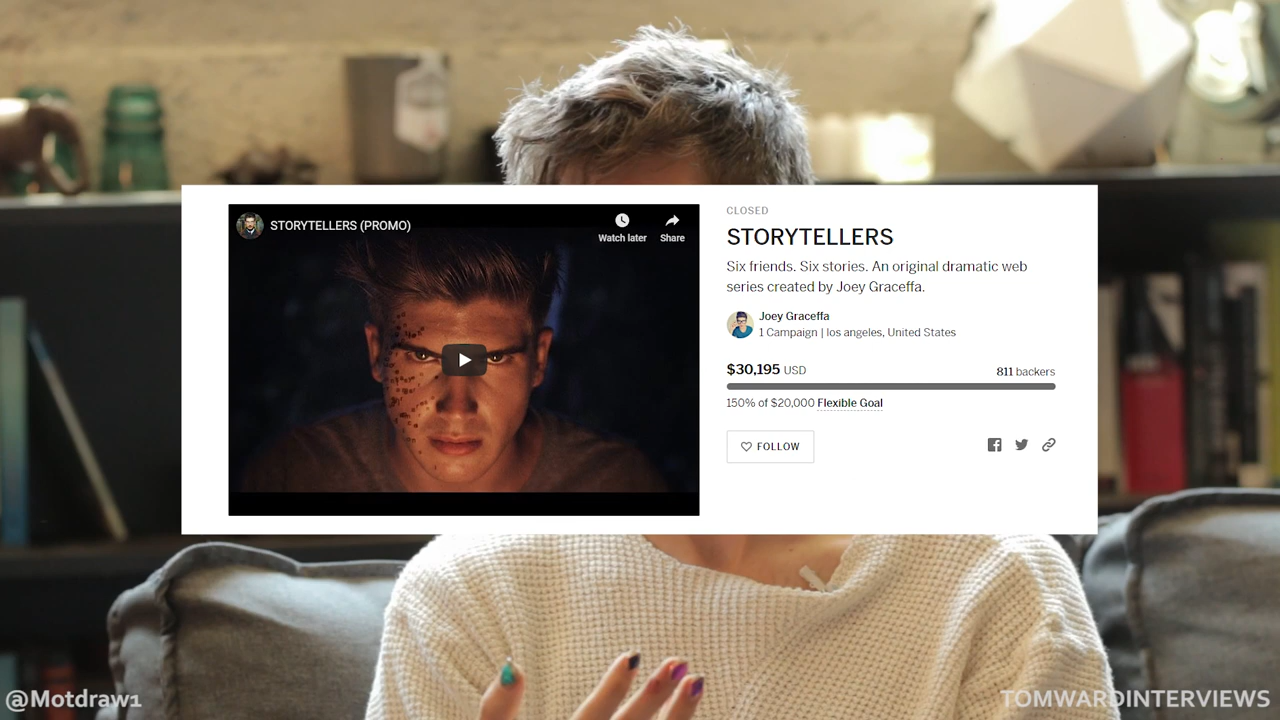 STORYTELLERS (PROMO)
Watch later
Share
CLOSED
STORYTELLERS
Six friends. Six stories. An original dramatic web
series created by Joey Graceffa.
Joey Graceffa
1 Campaign | los angeles, United States
$30,195 USD
811 backers
150% of $20,000 Flexible Goal
FOLLOW
@Motdraw1
TOMWARDINTERVIEWS